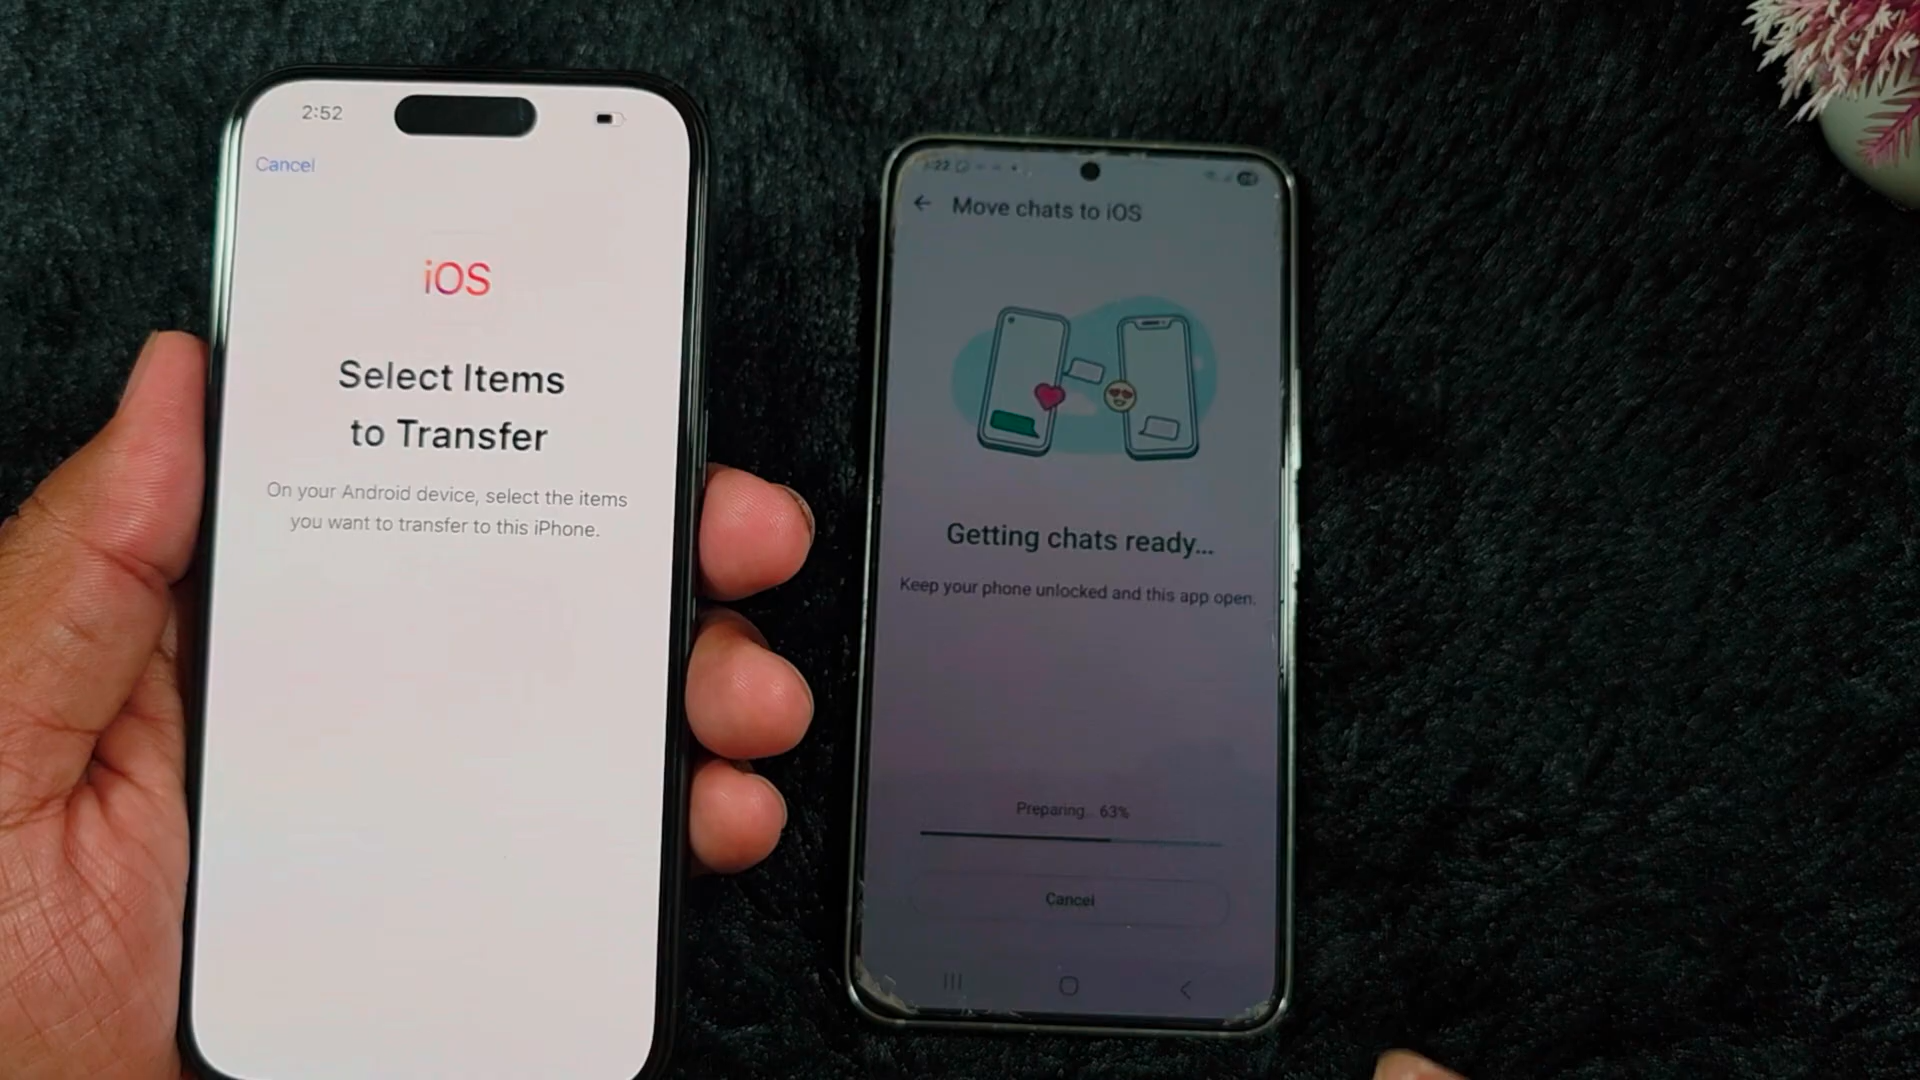 2:52
Cancel
iOS
Select Items
to Transfer
On your Android device, select the items
you want to transfer to this iPhone.
Move chats to iOS
Getting chats ready...
Keep your phone unlocked and this app open.
Preparing... 63%
Cancel